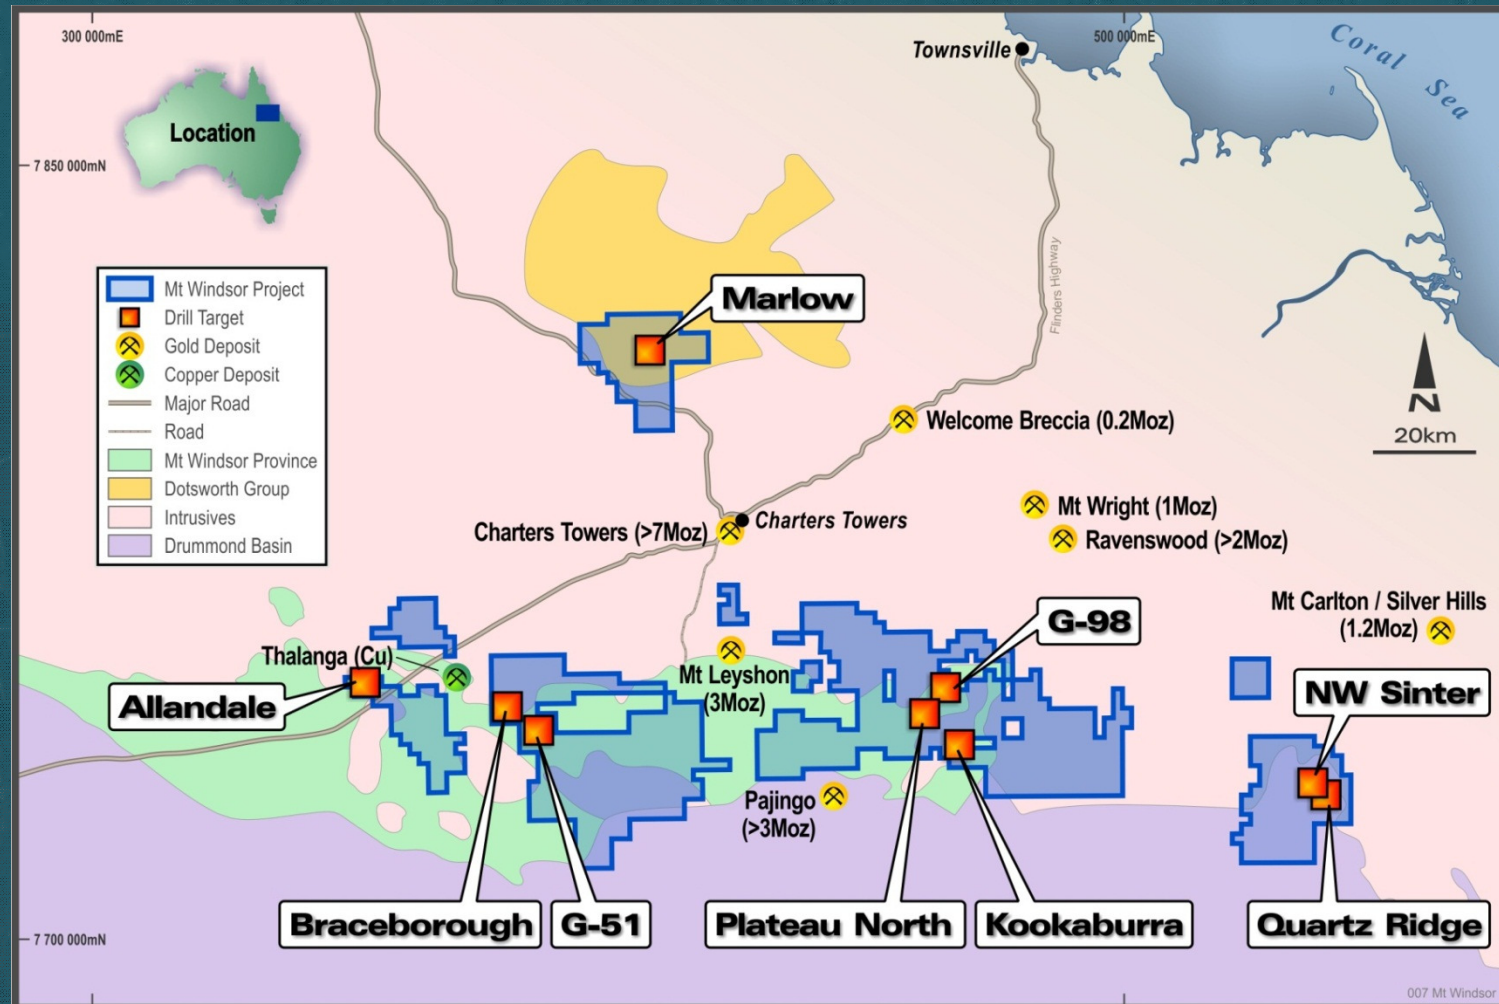 300 000mE
500 000mE
Townsville
Coral Sea
Location
7 850 000mN
Flinders Highway
Mt Windsor Project
Drill Target
Gold Deposit
Copper Deposit
Major Road
Road
Mt Windsor Province
Dotsworth Group
Intrusives
Drummond Basin
Marlow
N
20km
Welcome Breccia (0.2Moz)
Mt Wright (1Moz)
Ravenswood (>2Moz)
Charters Towers (>7Moz)
Charters Towers
Mt Carlton / Silver Hills
(1.2Moz)
G-98
Thalanga (Cu)
Mt Leyshon
(3Moz)
NW Sinter
Allandale
Pajingo
(>3Moz)
Braceborough
G-51
Plateau North
Kookaburra
Quartz Ridge
7 700 000mN
007 Mt Windsor